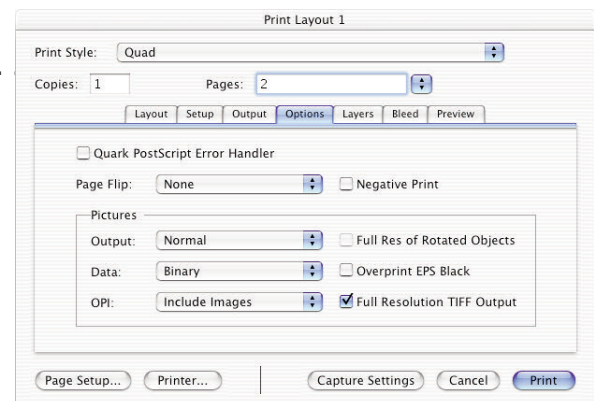 Print Layout 1
Print Style: Quad
Copies: 1 Pages: 2
Layout Setup Output Options Layers Bleed Preview
Quark PostScript Error Handler
Page Flip: None Negative Print
Pictures
Output: Normal Full Res of Rotated Objects
Data: Binary Overprint EPS Black
OPI: Include Images Full Resolution TIFF Output
Page Setup... Printer... Capture Settings Cancel Print